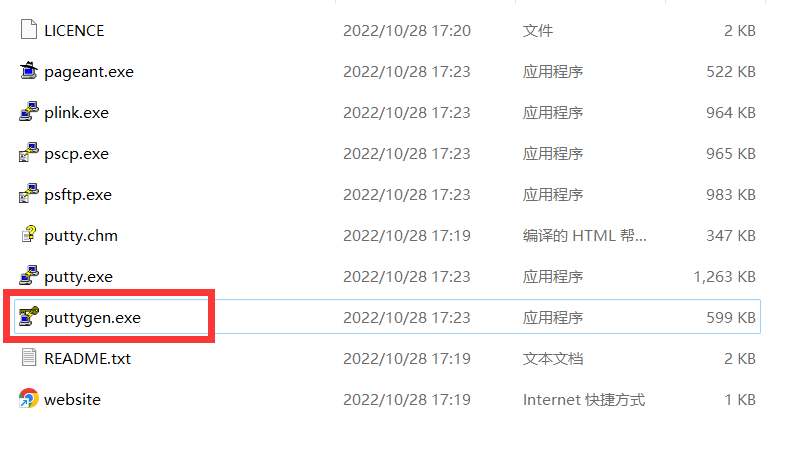 LICENCE 2022/10/28 17:20 文件 2 KB
pageant.exe 2022/10/28 17:23 应用程序 522 KB
plink.exe 2022/10/28 17:23 应用程序 964 KB
pscp.exe 2022/10/28 17:23 应用程序 965 KB
psftp.exe 2022/10/28 17:23 应用程序 983 KB
putty.chm 2022/10/28 17:19 编译的 HTML 帮... 347 KB
putty.exe 2022/10/28 17:23 应用程序 1,263 KB
puttygen.exe 2022/10/28 17:23 应用程序 599 KB
README.txt 2022/10/28 17:19 文本文档 2 KB
website 2022/10/28 17:19 Internet 快捷方式 1 KB